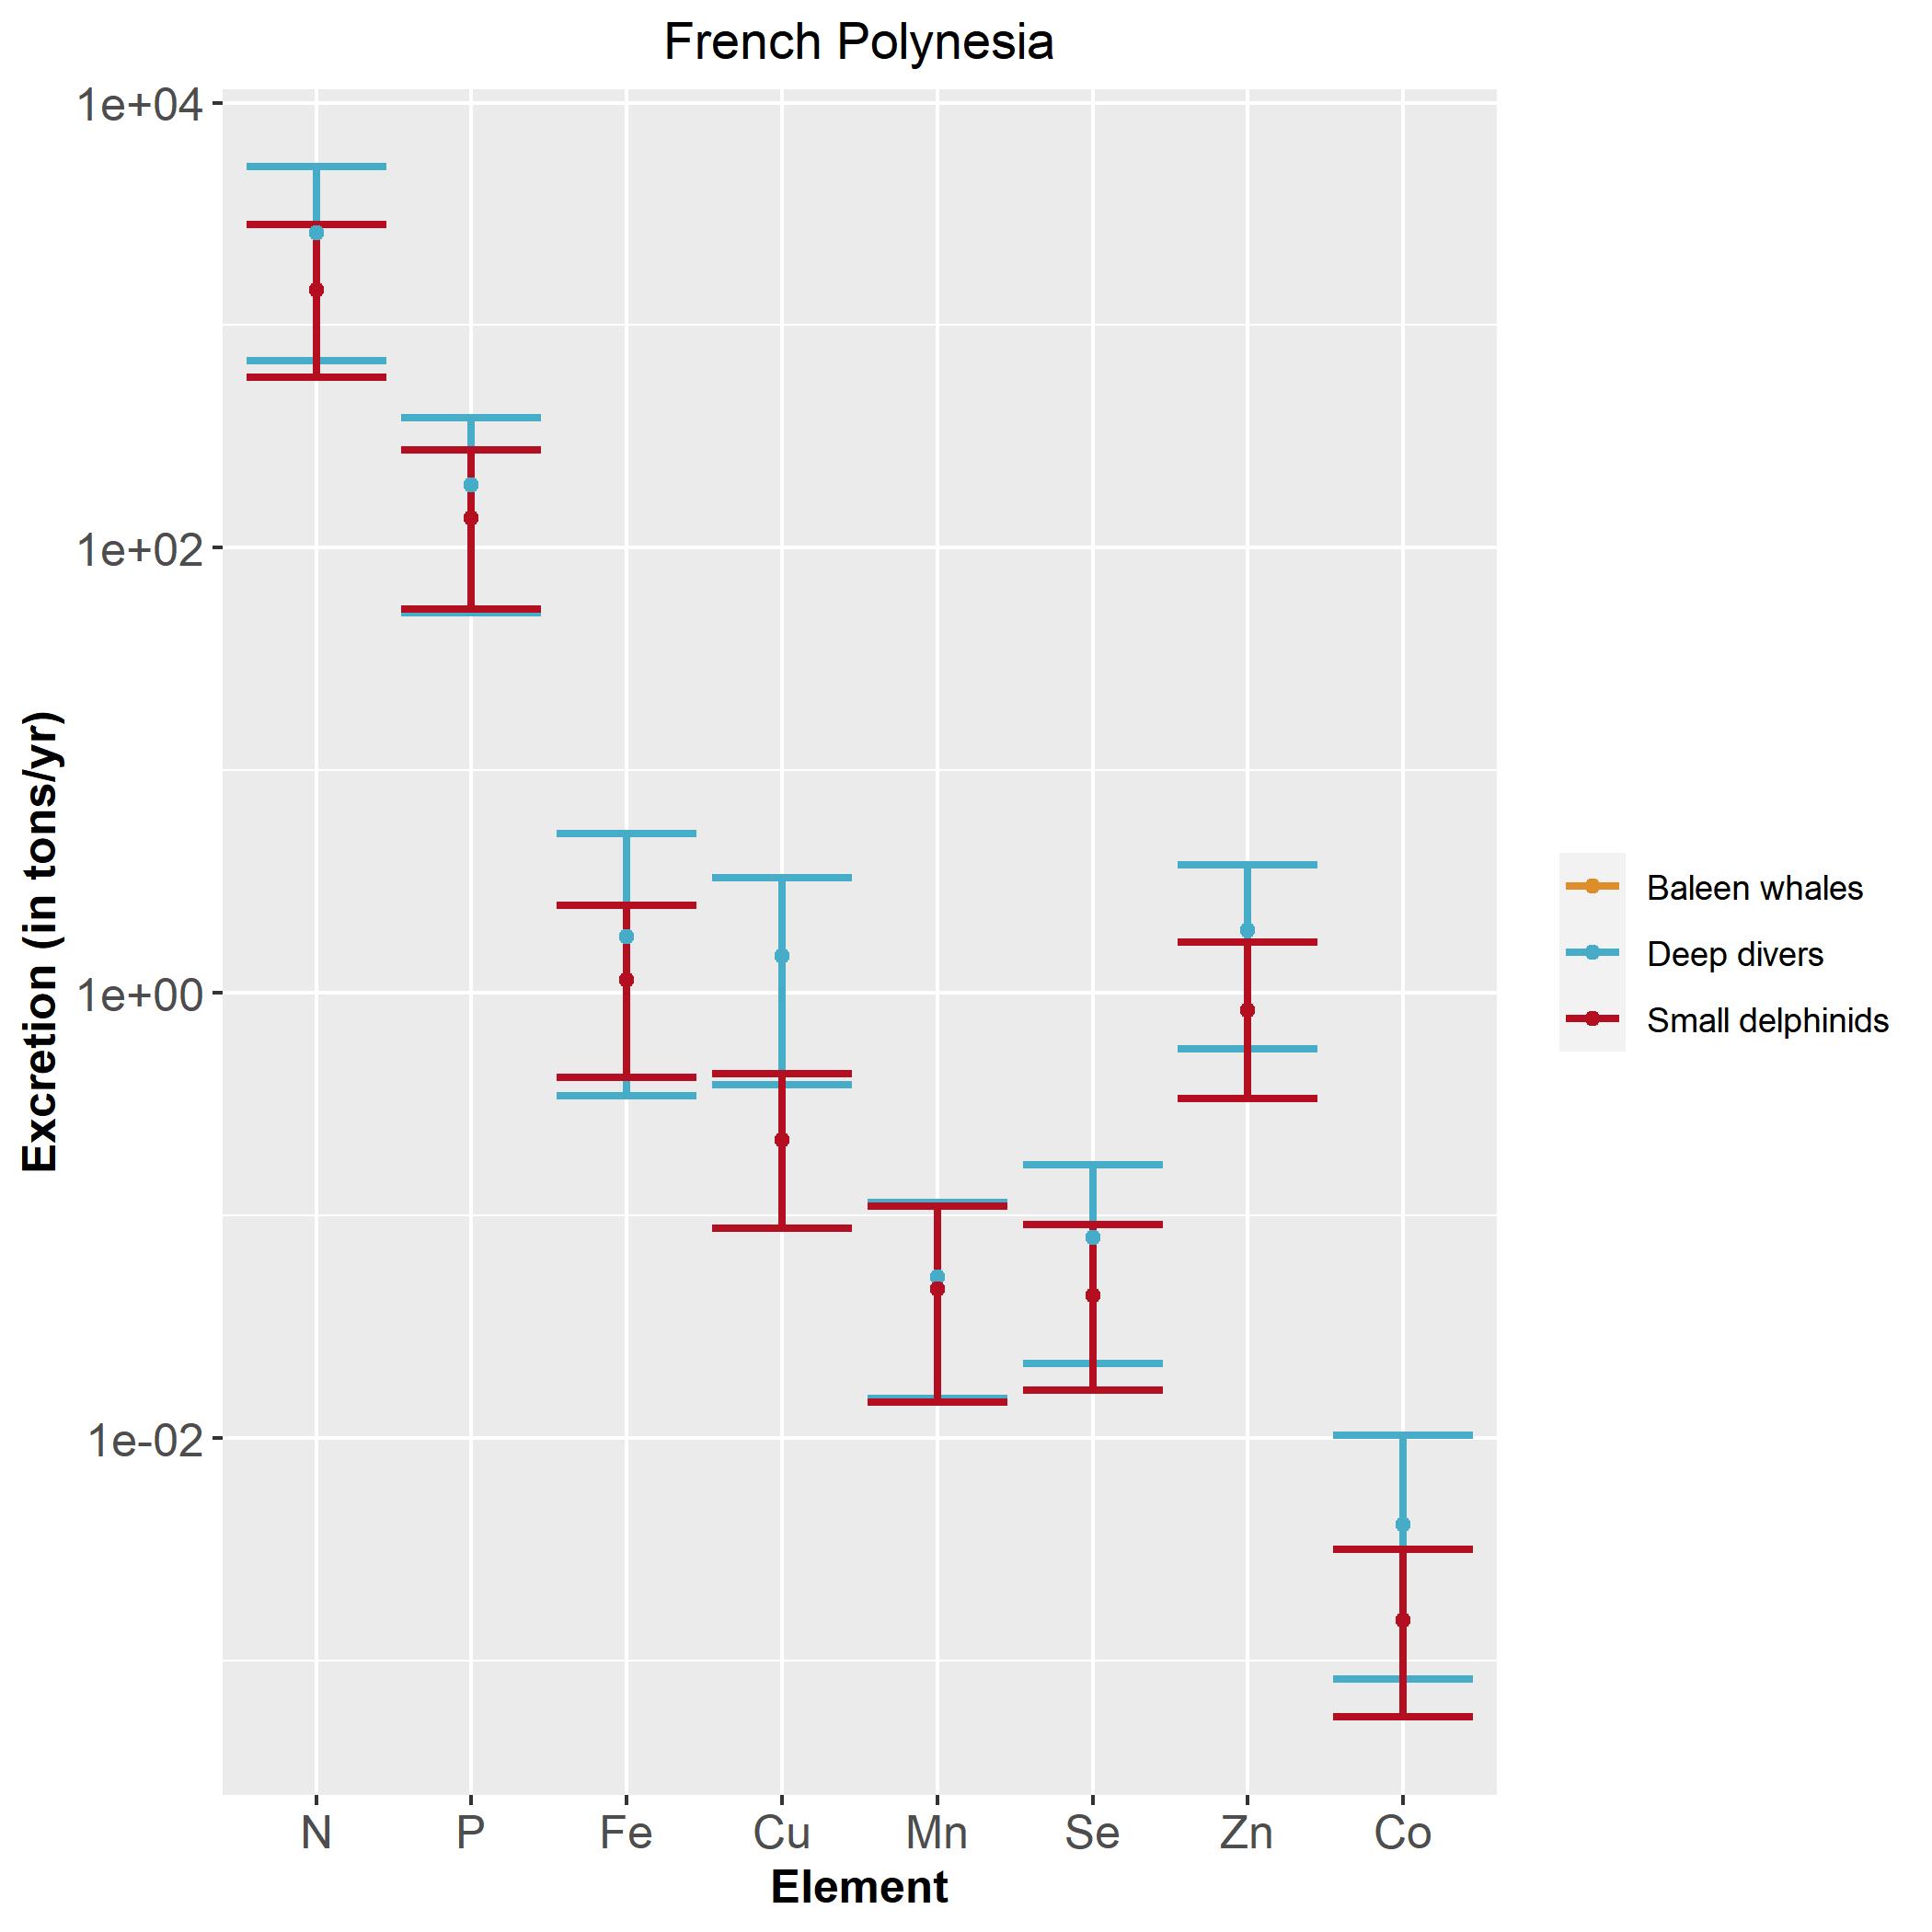 French Polynesia
1e+04
1e+02
1e+00
1e-02
Excretion (in tons/yr)
N P Fe Cu Mn Se Zn Co
Element
Baleen whales
Deep divers
Small delphinids